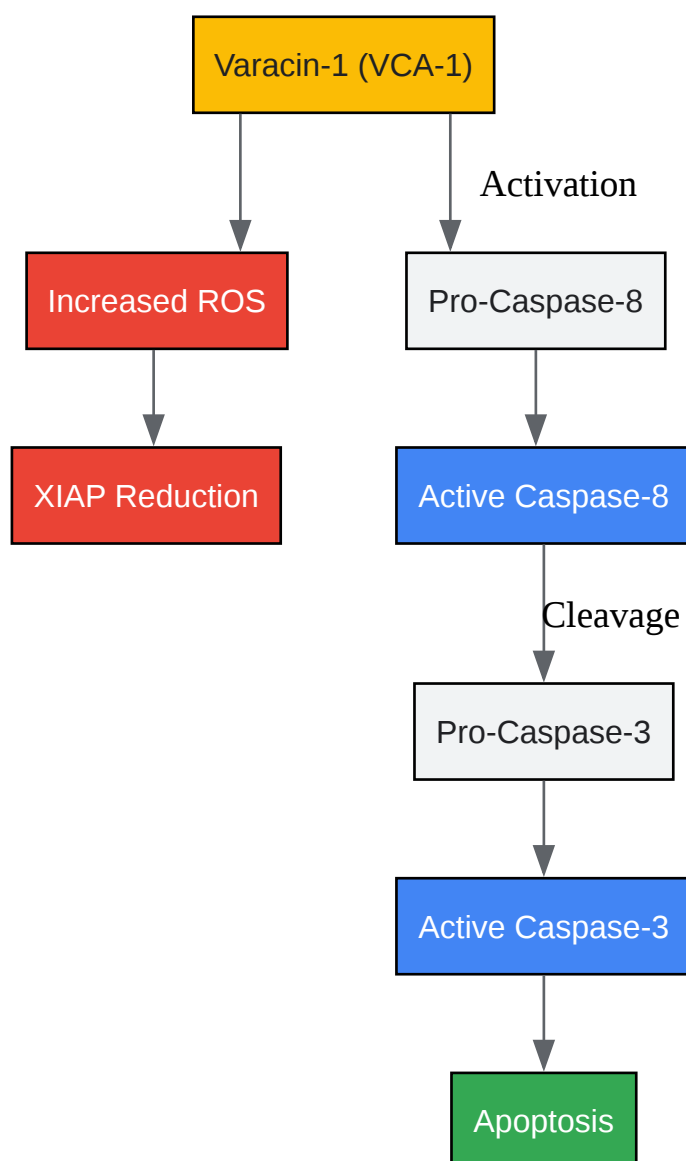 Varacin-1 (VCA-1)
Activation
Increased ROS
Pro-Caspase-8
XIAP Reduction
Active Caspase-8
Cleavage
Pro-Caspase-3
Active Caspase-3
Apoptosis